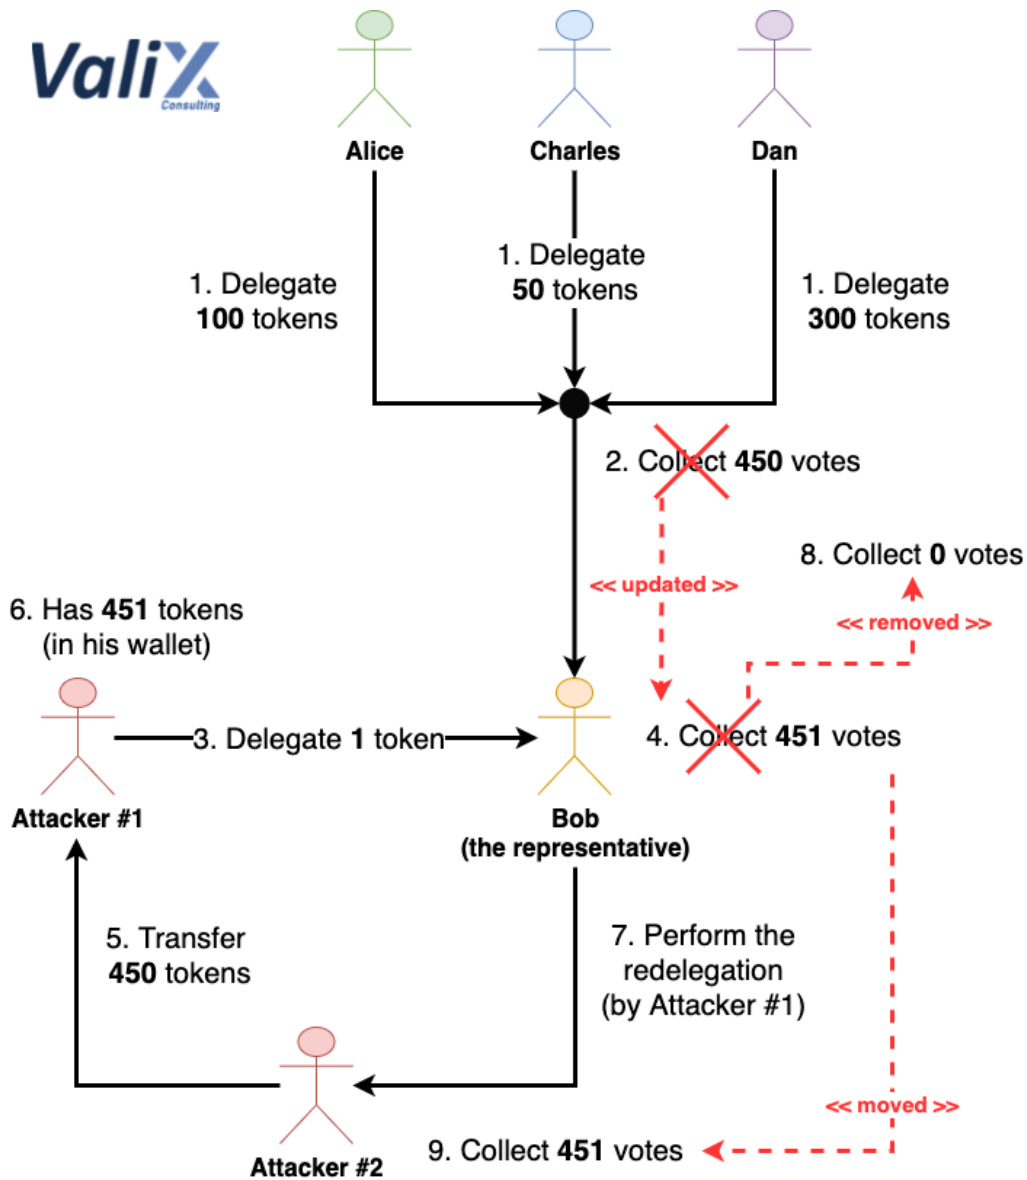 ValiX
Consulting
Alice
Charles
Dan
1. Delegate
100 tokens
1. Delegate
50 tokens
1. Delegate
300 tokens
2. Collect 450 votes
<< updated >>
8. Collect 0 votes
<< removed >>
6. Has 451 tokens
(in his wallet)
3. Delegate 1 token
4. Collect 451 votes
Attacker #1
Bob
(the representative)
5. Transfer
450 tokens
7. Perform the
redelegation
(by Attacker #1)
<< moved >>
Attacker #2
9. Collect 451 votes